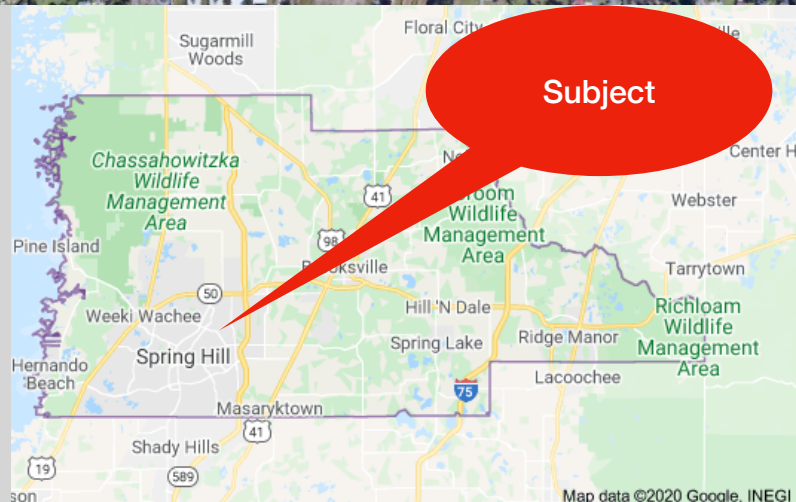 Floral City
Sugarmill
Woods
Subject
Center H
Chassahowitzka
Wildlife
Management
Area
41
Webster
Wildlife
Management
Area
98
Pine Island
Tarrytown
50
Hill 'N Dale
Richloam
Wildlife
Management
Area
Weeki Wachee
Spring Lake
Ridge Manor
Spring Hill
Hernando
Beach
Lacoochee
75
Masaryktown
41
Shady Hills
19
589
son
Map data ©2020 Google, INEGI